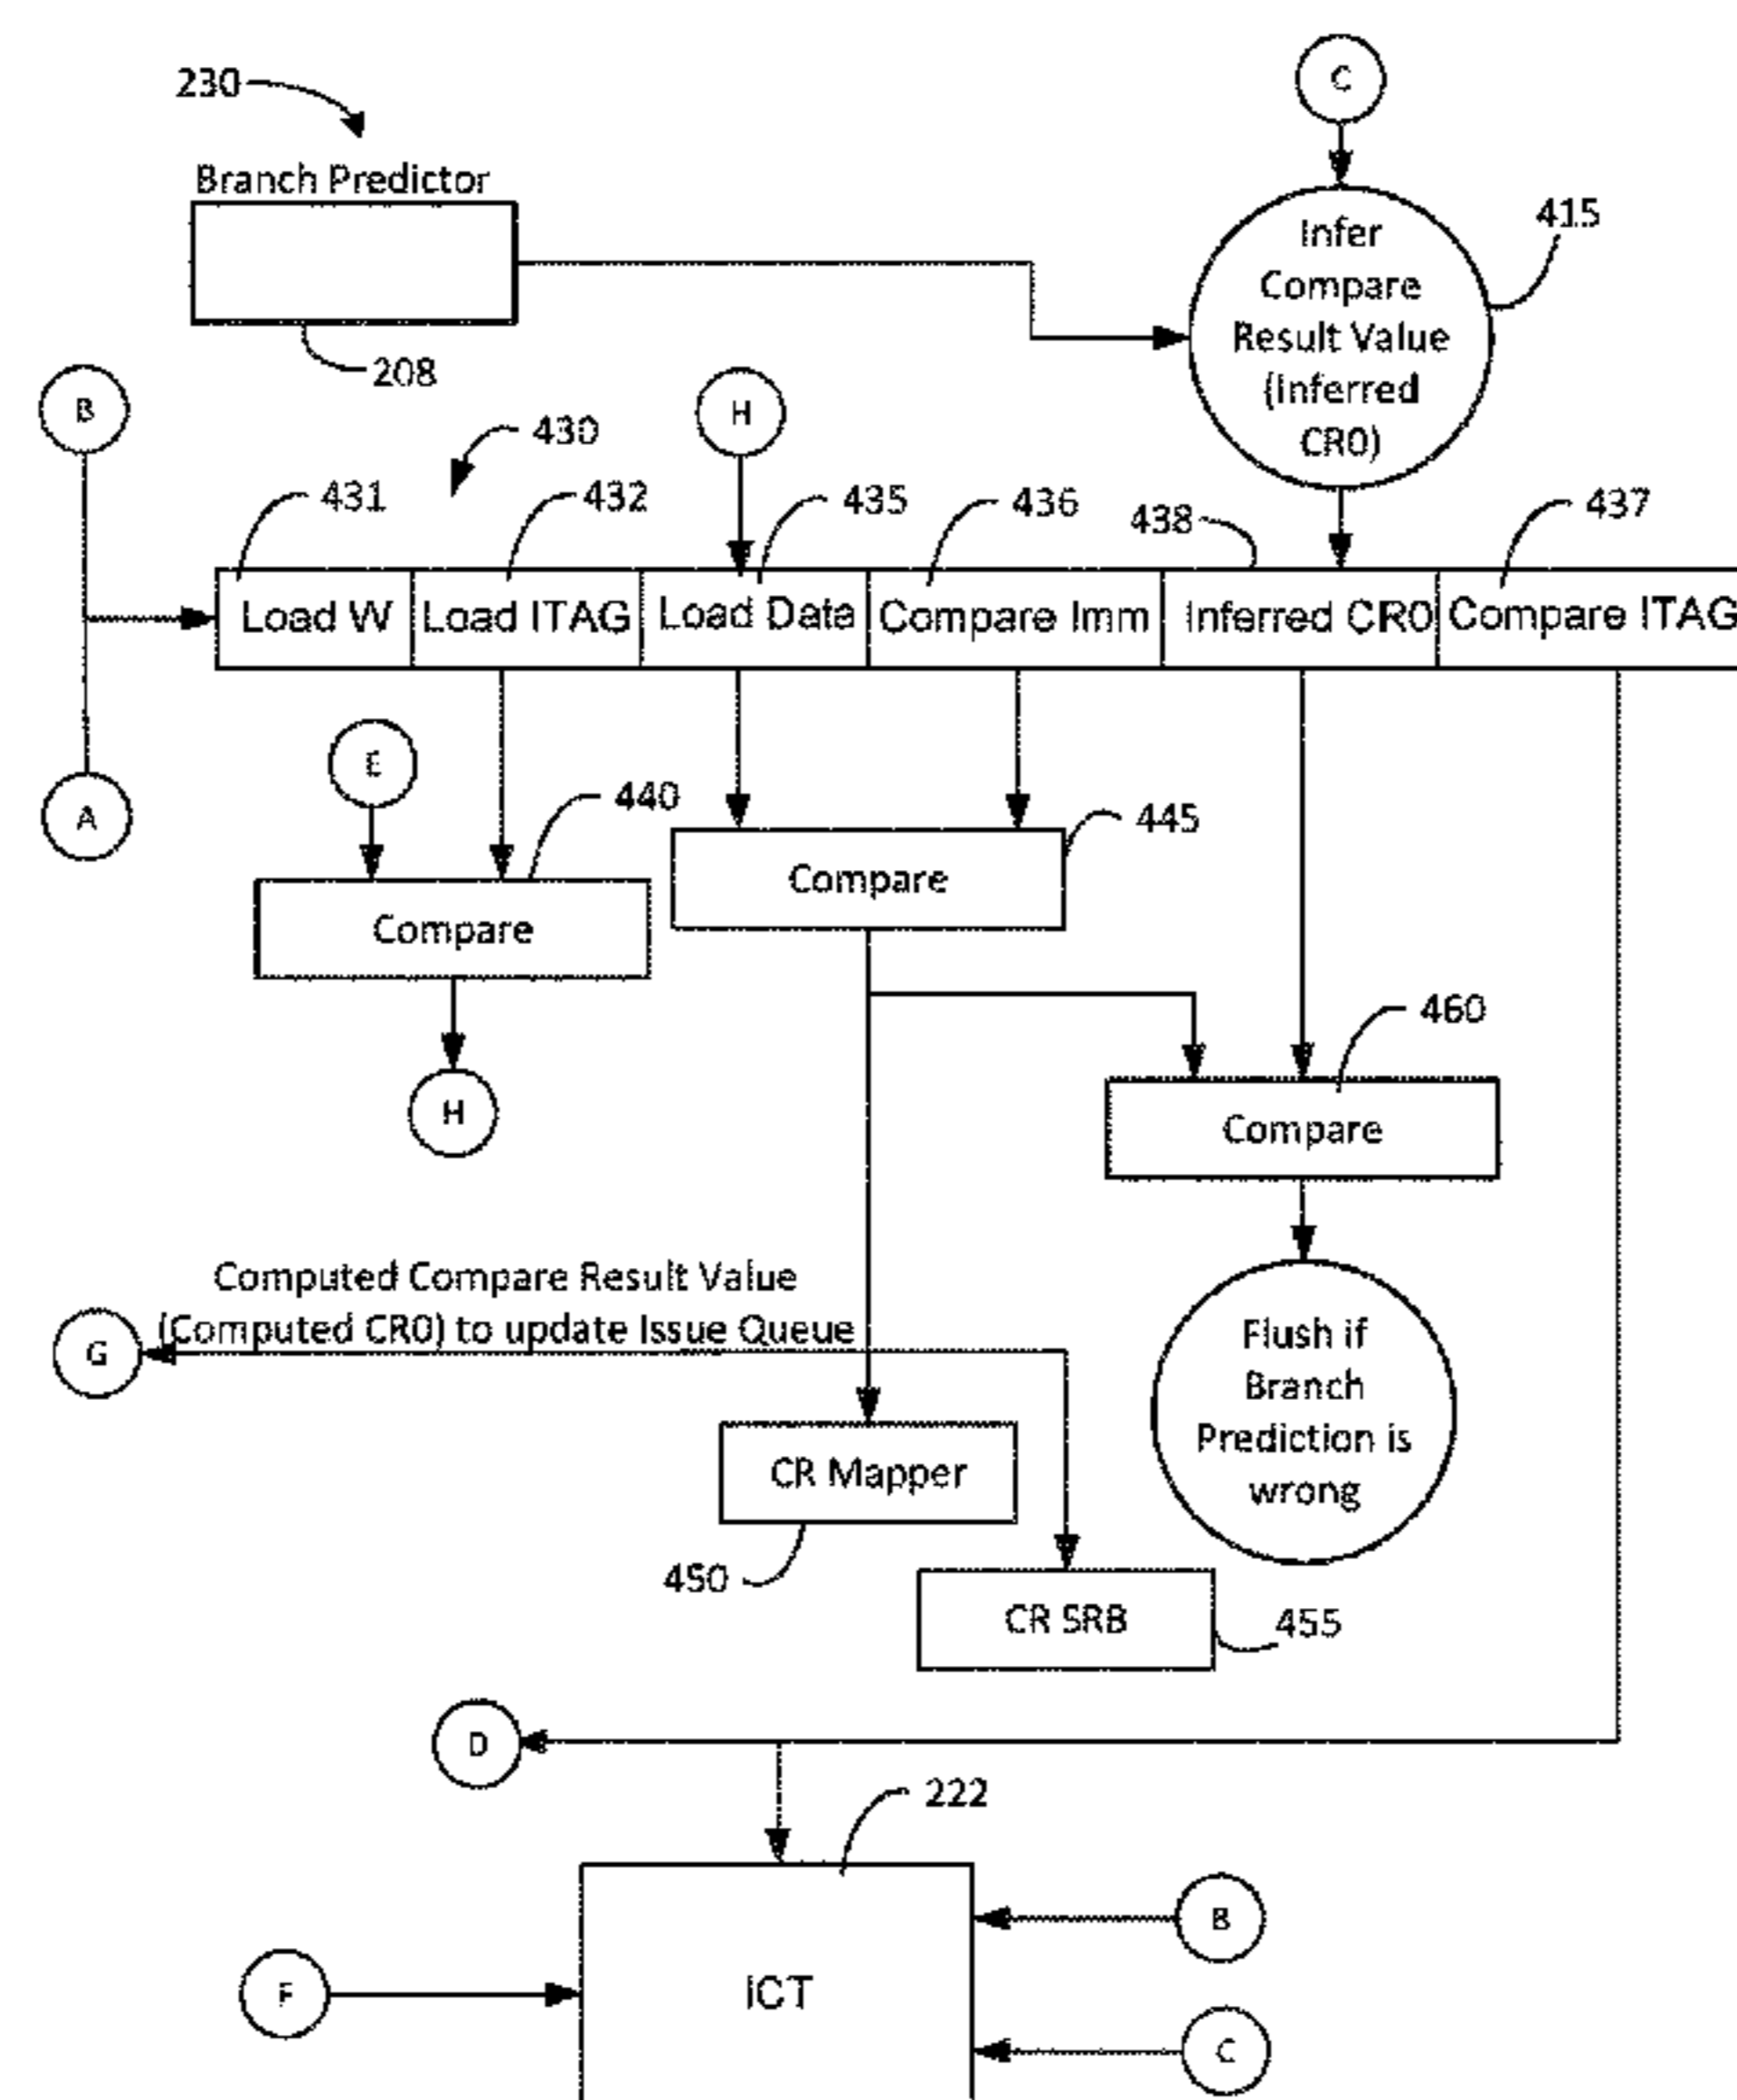 230
C
Branch Predictor
415
Infer
Compare
Result Value
(Inferred
CR0)
208
B
H
430
431
432
435
436
438
437
Load W
Load ITAG
Load Data
Compare Imm
Inferred CR0
Compare ITAG
E
A
440
445
Compare
Compare
460
H
Compare
Computed Compare Result Value
(Computed CR0) to update Issue Queue
G
Flush if
Branch
Prediction is
wrong
CR Mapper
450
CR SRB
455
D
222
B
F
ICT
C